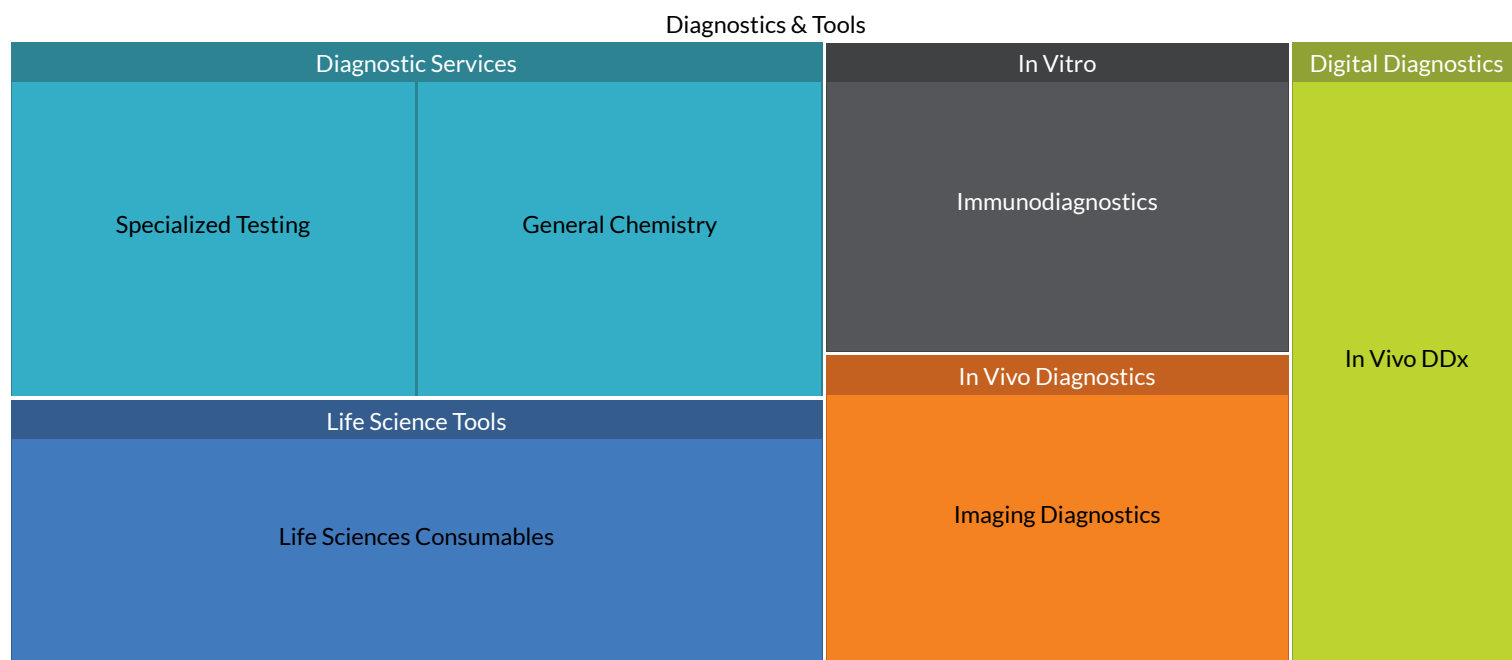 Diagnostics & Tools
Diagnostic Services
Specialized Testing
General Chemistry
Life Science Tools
Life Sciences Consumables
In Vitro
Immunodiagnostics
In Vivo Diagnostics
Imaging Diagnostics
Digital Diagnostics
In Vivo DDx